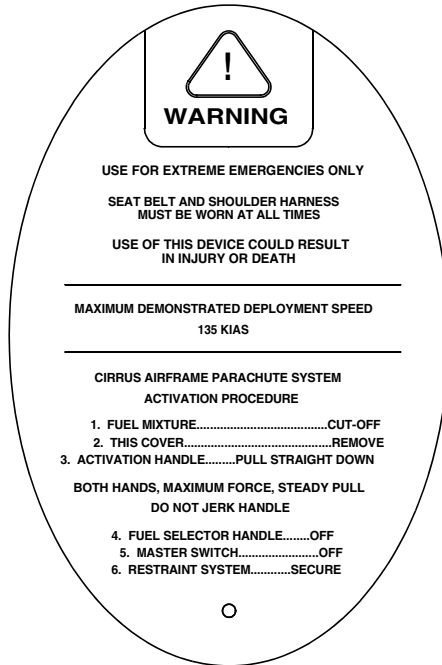 !
WARNING
USE FOR EXTREME EMERGENCIES ONLY
SEAT BELT AND SHOULDER HARNESS
MUST BE WORN AT ALL TIMES
USE OF THIS DEVICE COULD RESULT
IN INJURY OR DEATH
MAXIMUM DEMONSTRATED DEPLOYMENT SPEED
135 KIAS
CIRRUS AIRFRAME PARACHUTE SYSTEM
ACTIVATION PROCEDURE
1. FUEL MIXTURE.......................................CUT-OFF
2. THIS COVER............................................REMOVE
3. ACTIVATION HANDLE.........PULL STRAIGHT DOWN
BOTH HANDS, MAXIMUM FORCE, STEADY PULL
DO NOT JERK HANDLE
4. FUEL SELECTOR HANDLE........OFF
5. MASTER SWITCH........................OFF
6. RESTRAINT SYSTEM............SECURE